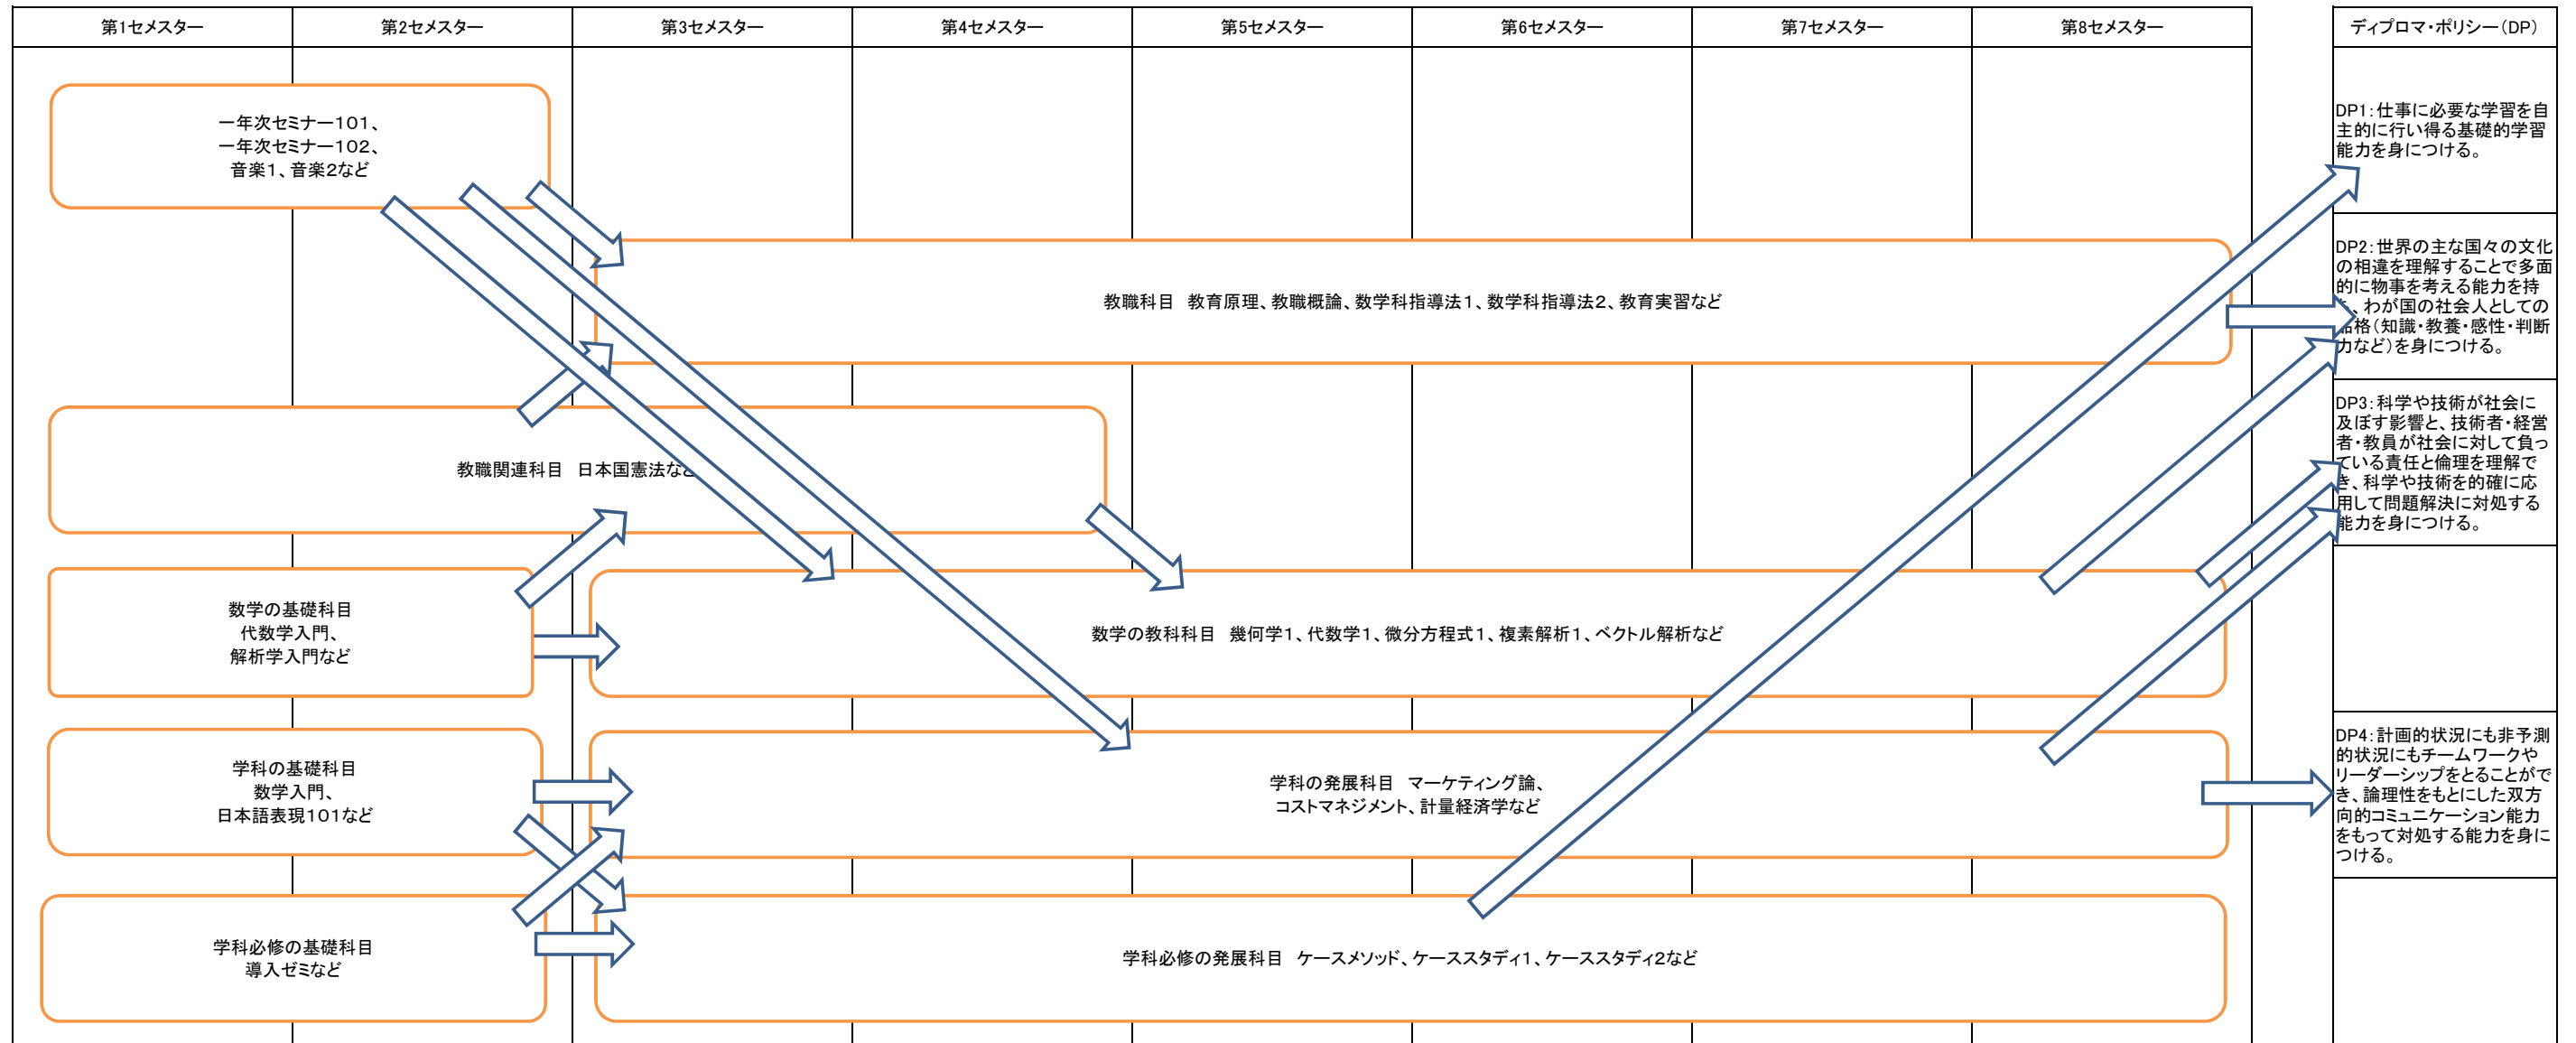 第1セメスター
第2セメスター
第3セメスター
第4セメスター
第5セメスター
第6セメスター
第7セメスター
第8セメスター
ディプロマ・ポリシー(DP)
一年次セミナー101、
一年次セミナー102、
音楽1、音楽2など
教職科目　教育原理、教職概論、数学科指導法1、数学科指導法2、教育実習など
教職関連科目　日本国憲法など
数学の基礎科目
代数学入門、
解析学入門など
数学の教科科目　幾何学1、代数学1、微分方程式1、複素解析1、ベクトル解析など
学科の基礎科目
数学入門、
日本語表現101など
学科の発展科目　マーケティング論、
コストマネジメント、計量経済学など
学科必修の基礎科目
導入ゼミなど
学科必修の発展科目　ケースメソッド、ケーススタディ1、ケーススタディ2など
DP1:仕事に必要な学習を自
主的に行い得る基礎的学習
能力を身につける。
DP2:世界の主な国々の文化
の相違を理解することで多面
的に物事を考える能力を持
、わが国の社会人としての
品格(知識・教養・感性・判断
力など)を身につける。
DP3:科学や技術が社会に
及ぼす影響と、技術者・経営
者・教員が社会に対して負っ
ている責任と倫理を理解で
き、科学や技術を的確に応
用して問題解決に対処する
能力を身につける。
DP4:計画的状況にも非予測
的状況にもチームワークや
リーダーシップをとることがで
き、論理性をもとにした双方
向的コミュニケーション能力
をもって対処する能力を身に
つける。